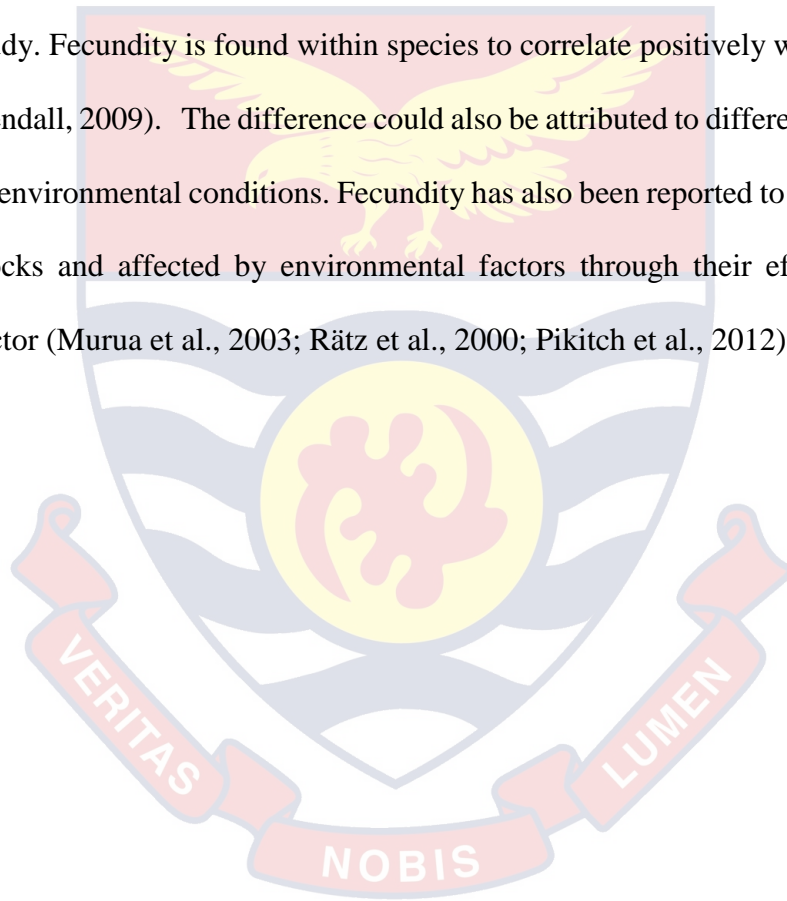 dy. Fecundity is found within species to correlate positively w
endall, 2009). The difference could also be attributed to differe
environmental conditions. Fecundity has also been reported to
ocks and affected by environmental factors through their ef
ctor (Murua et al., 2003; Rätz et al., 2000; Pikitch et al., 2012)
VERITAS
NOBIS
LUMEN